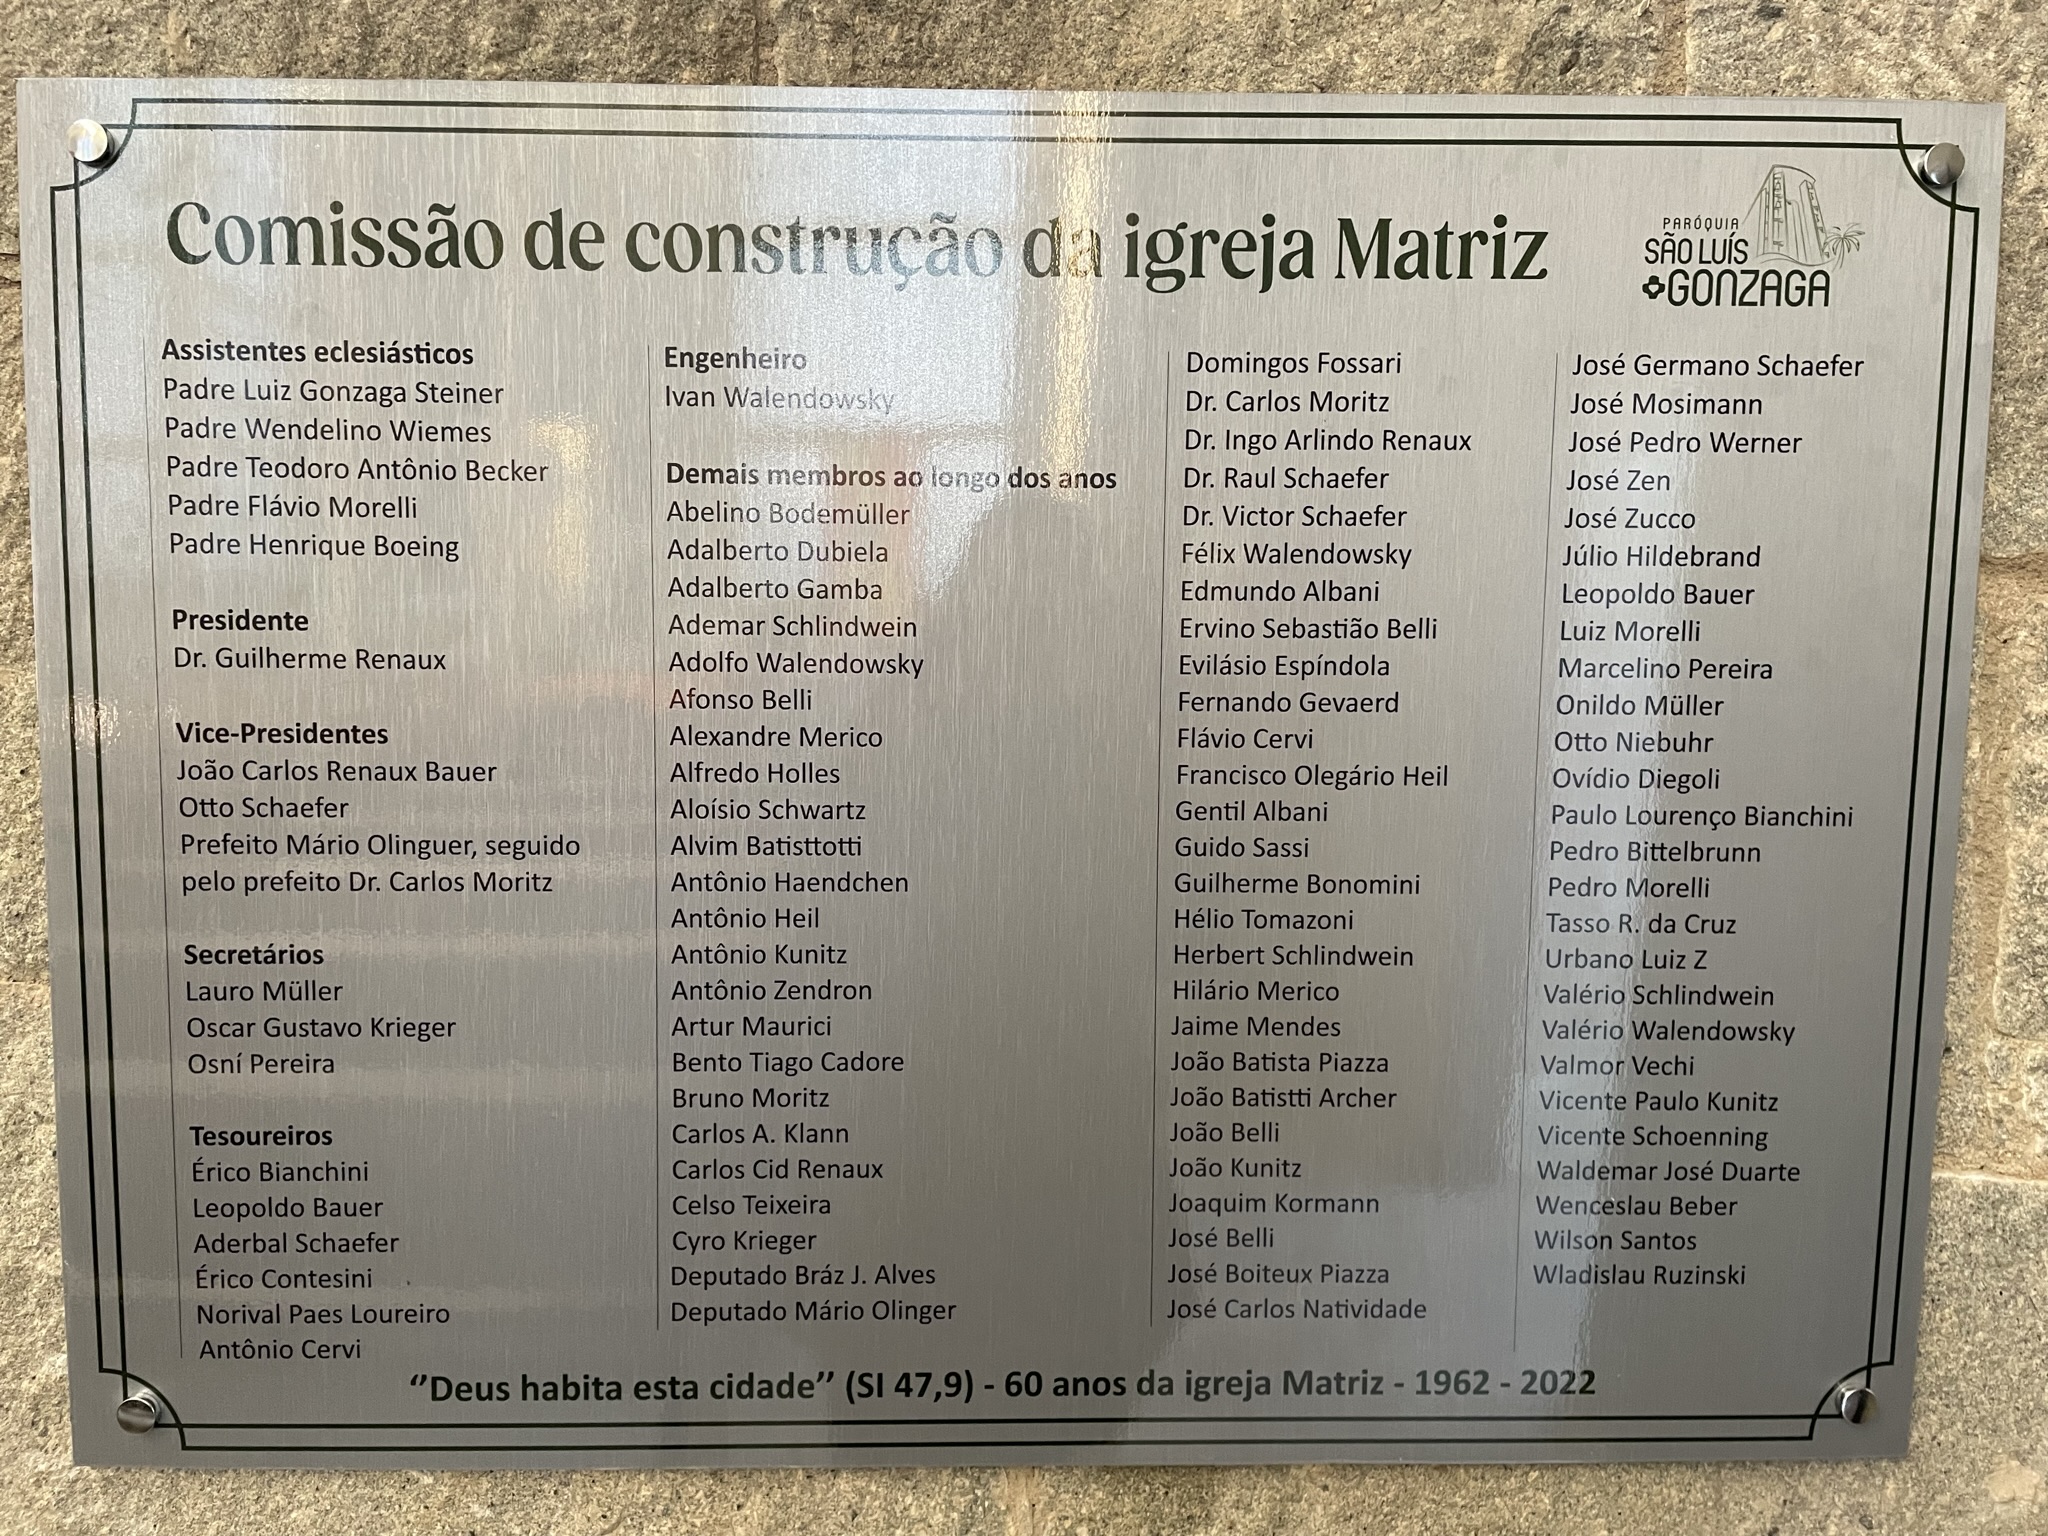 Comissão de construção da igreja Matriz
PARÓQUIA
SÃO LUÍS
GONZAGA
Assistentes eclesiásticos
Padre Luiz Gonzaga Steiner
Padre Wendelino Wiemes
Padre Teodoro Antônio Becker
Padre Flávio Morelli
Padre Henrique Boeing
Presidente
Dr. Guilherme Renaux
Vice-Presidentes
João Carlos Renaux Bauer
Otto Schaefer
Prefeito Mário Olinguer, seguido
pelo prefeito Dr. Carlos Moritz
Secretários
Lauro Müller
Oscar Gustavo Krieger
Osní Pereira
Tesoureiros
Érico Bianchini
Leopoldo Bauer
Aderbal Schaefer
Érico Contesini
Norival Paes Loureiro
Antônio Cervi
Engenheiro
Ivan Walendowsky
Demais membros ao longo dos anos
Abelino Bodemüller
Adalberto Dubiela
Adalberto Gamba
Ademar Schlindwein
Adolfo Walendowsky
Afonso Belli
Alexandre Merico
Alfredo Holles
Aloísio Schwartz
Alvim Batisttotti
Antônio Haendchen
Antônio Heil
Antônio Kunitz
Antônio Zendron
Artur Maurici
Bento Tiago Cadore
Bruno Moritz
Carlos A. Klann
Carlos Cid Renaux
Celso Teixeira
Cyro Krieger
Deputado Bráz J. Alves
Deputado Mário Olinger
Domingos Fossari
Dr. Carlos Moritz
Dr. Ingo Arlindo Renaux
Dr. Raul Schaefer
Dr. Victor Schaefer
Félix Walendowsky
Edmundo Albani
Ervino Sebastião Belli
Evilásio Espíndola
Fernando Gevaerd
Flávio Cervi
Francisco Olegário Heil
Gentil Albani
Guido Sassi
Guilherme Bonomini
Hélio Tomazoni
Herbert Schlindwein
Hilário Merico
Jaime Mendes
João Batista Piazza
João Batistti Archer
João Belli
João Kunitz
Joaquim Kormann
José Belli
José Boiteux Piazza
José Carlos Natividade
José Germano Schaefer
José Mosimann
José Pedro Werner
José Zen
José Zucco
Júlio Hildebrand
Leopoldo Bauer
Luiz Morelli
Marcelino Pereira
Onildo Müller
Otto Niebuhr
Ovídio Diegoli
Paulo Lourenço Bianchini
Pedro Bittelbrunn
Pedro Morelli
Tasso R. da Cruz
Urbano Luiz Z
Valério Schlindwein
Valério Walendowsky
Valmor Vechi
Vicente Paulo Kunitz
Vicente Schoenning
Waldemar José Duarte
Wenceslau Beber
Wilson Santos
Wladislau Ruzinski
‘‘Deus habita esta cidade’’ (SI 47,9) - 60 anos da igreja Matriz - 1962 - 2022